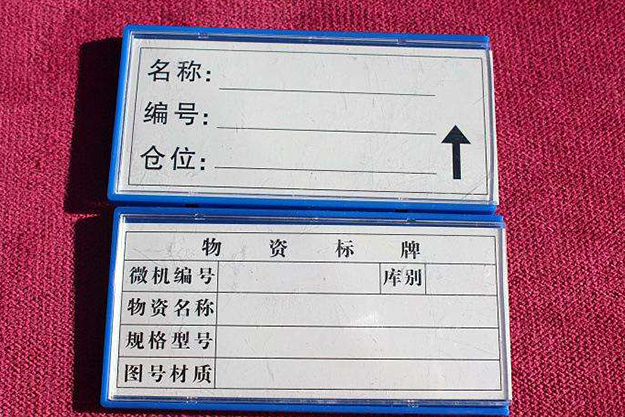 名称:
编号:
仓位:
物资标牌
微机编号 库别
物资名称
规格型号
图号材质